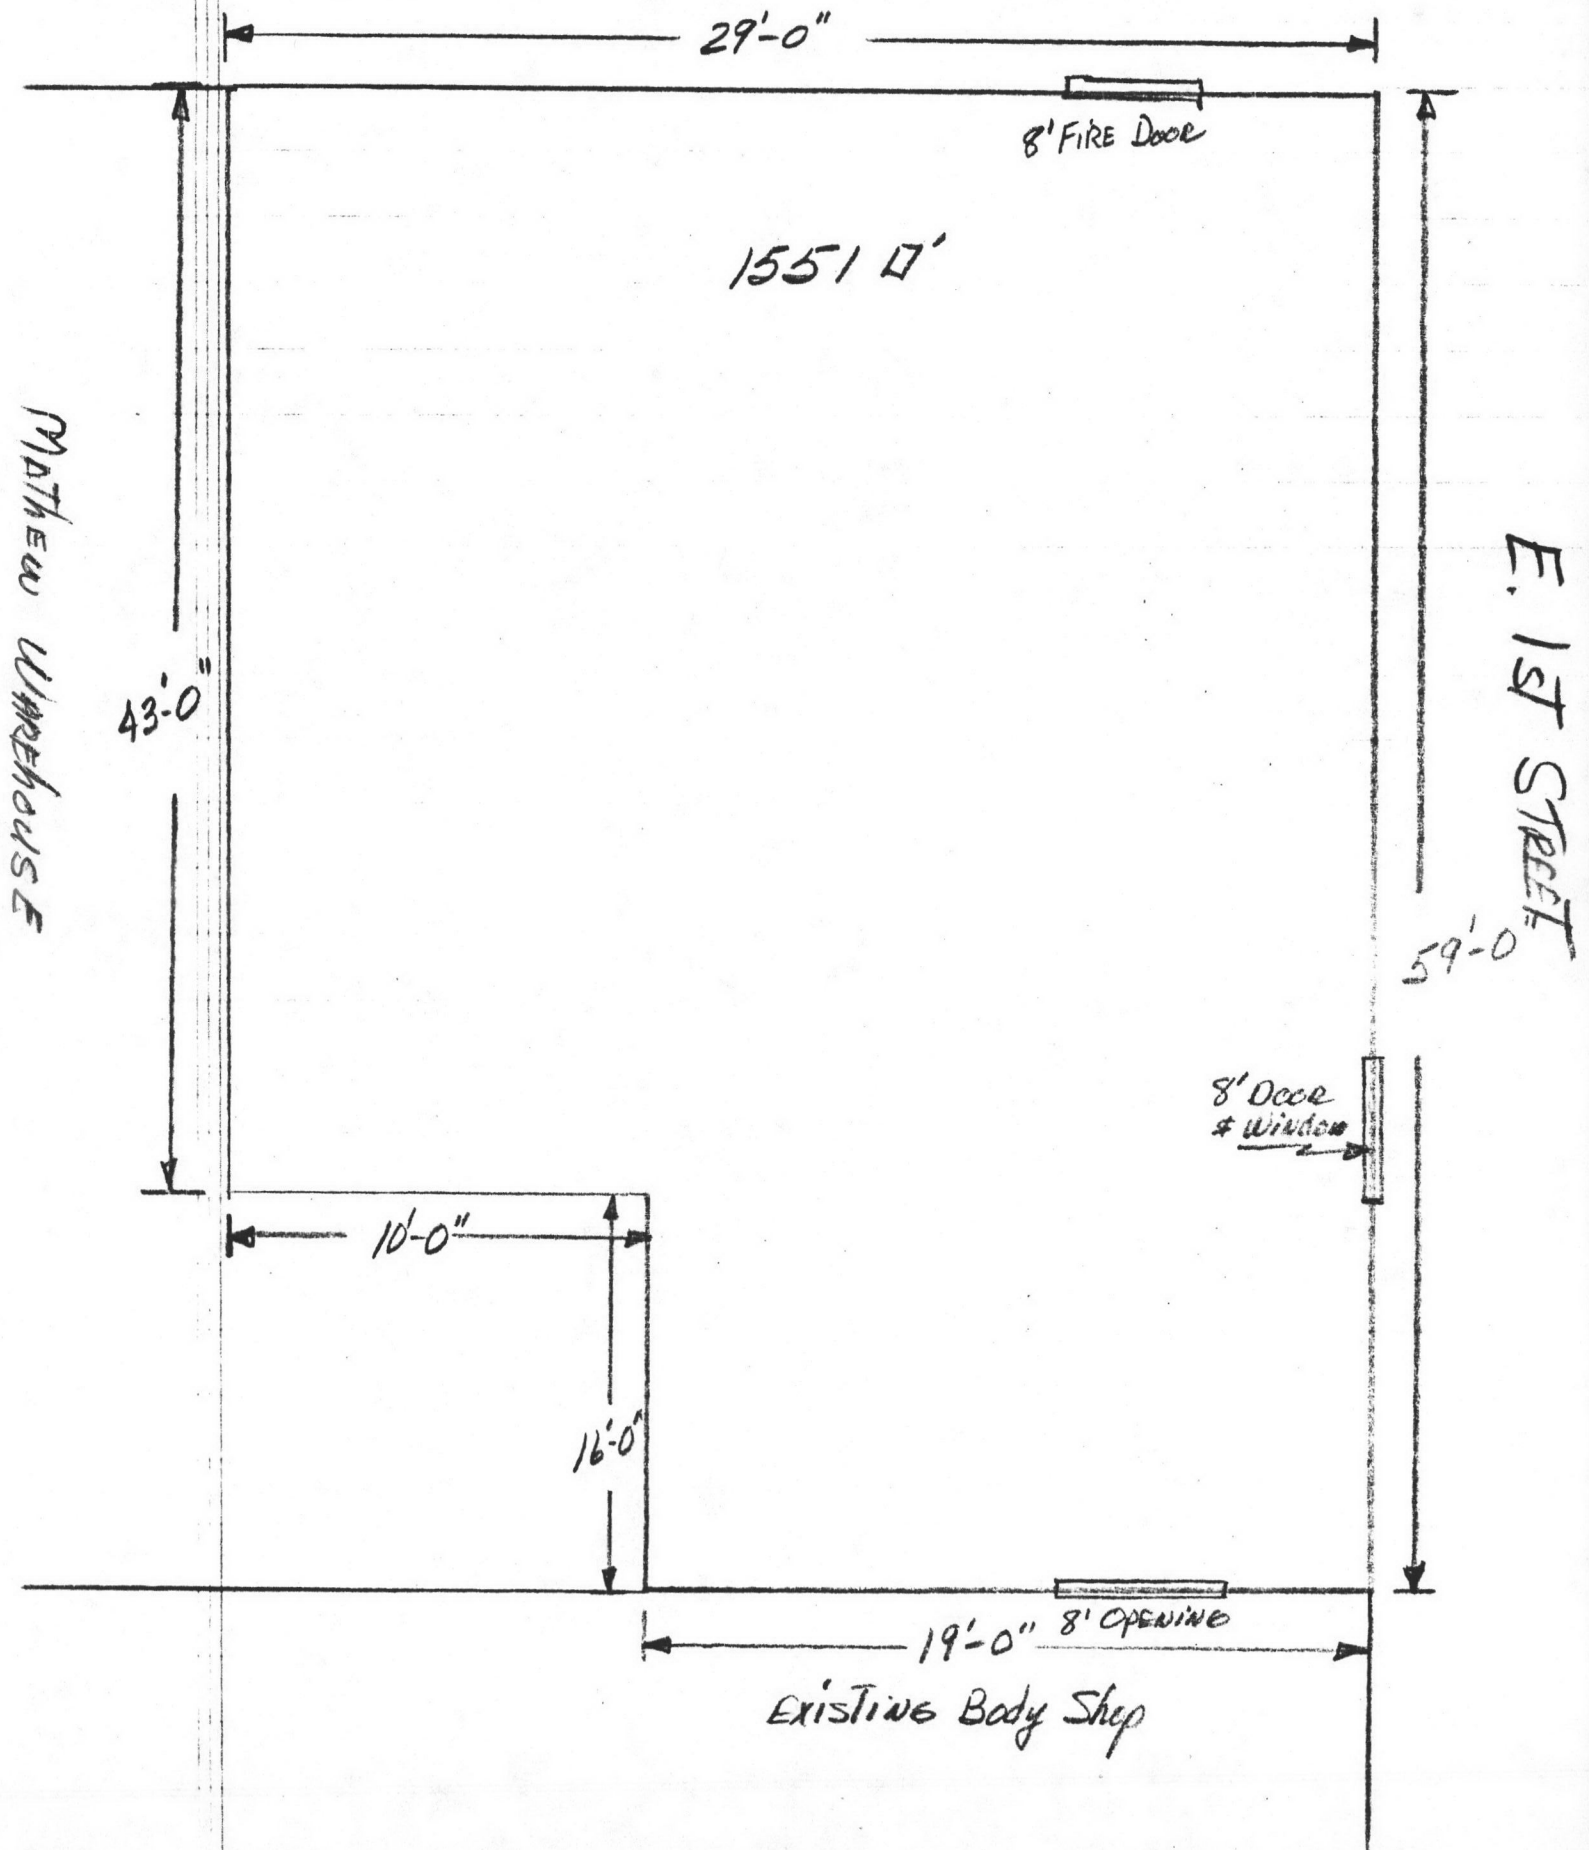 29'-0"
8' FIRE DOOR
1551 □'
MATHEW WAREHOUSE
43'-0"
E. 1ST STREET
59'-0"
8' DOOR
& WINDOW
10'-0"
16'-0"
8' OPENING
19'-0"
EXISTING Body Shop